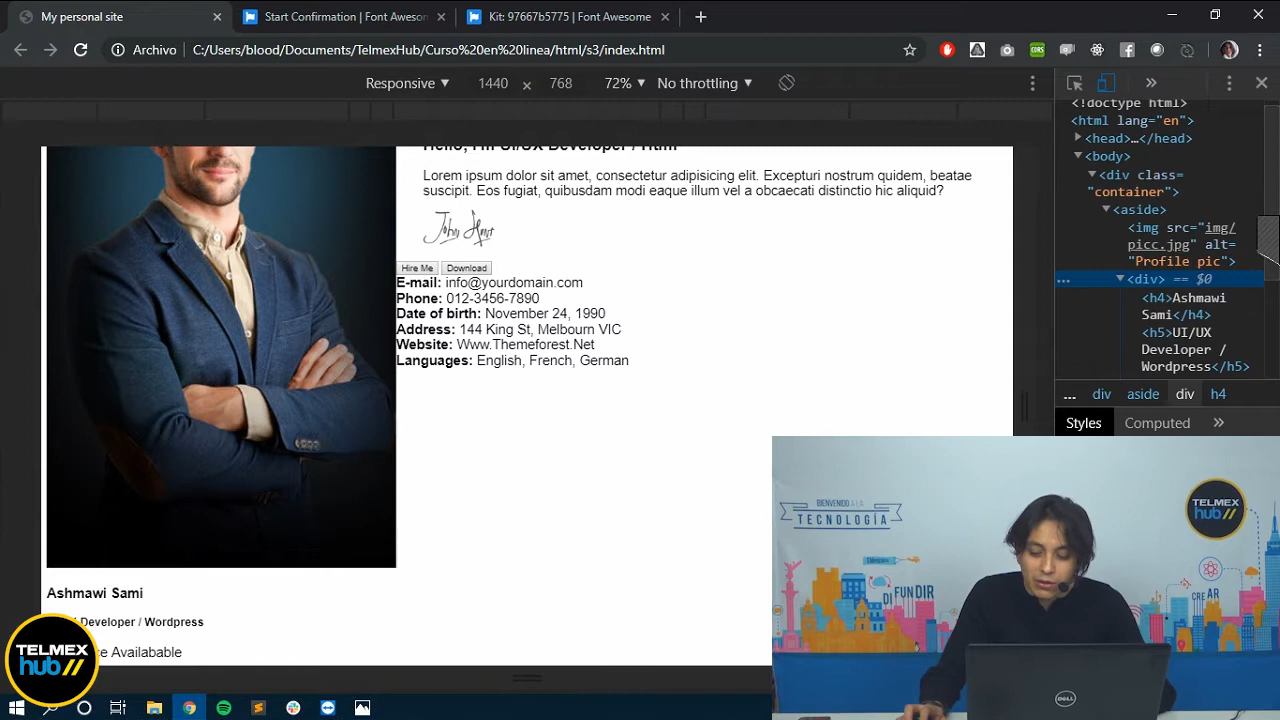 My personal site
Start Confirmation | Font Awesom
Kit: 97667b5775 | Font Awesome
Archivo
C:/Users/blood/Documents/TelmexHub/Curso%20en%20linea/html/s3/index.html
Responsive
1440
×
768
72%
No throttling
Hello, I'm UI/UX Developer / Html
Lorem ipsum dolor sit amet, consectetur adipisicing elit. Excepturi nostrum quidem, beatae
suscipit. Eos fugiat, quibusdam modi eaque illum vel a obcaecati distinctio hic aliquid?
Hire Me
Download
E-mail: info@yourdomain.com
Phone: 012-3456-7890
Date of birth: November 24, 1990
Address: 144 King St, Melbourn VIC
Website: Www.Themeforest.Net
Languages: English, French, German
Ashmawi Sami
Developer / Wordpress
Availabable
<!doctype html>
<html lang="en">
<head>…</head>
<body>
<div class=
"container">
<aside>
<img src="img/
picc.jpg" alt=
"Profile pic">
<div> == $0
<h4>Ashmawi
Sami</h4>
<h5>UI/UX
Developer /
Wordpress</h5>
... div aside div h4
Styles
Computed
BIENVENIDO A LA
TECNOLOGÍA
DIFUNDIR
CREAR
TELMEX
hub//
TELMEX
hub//
DELL